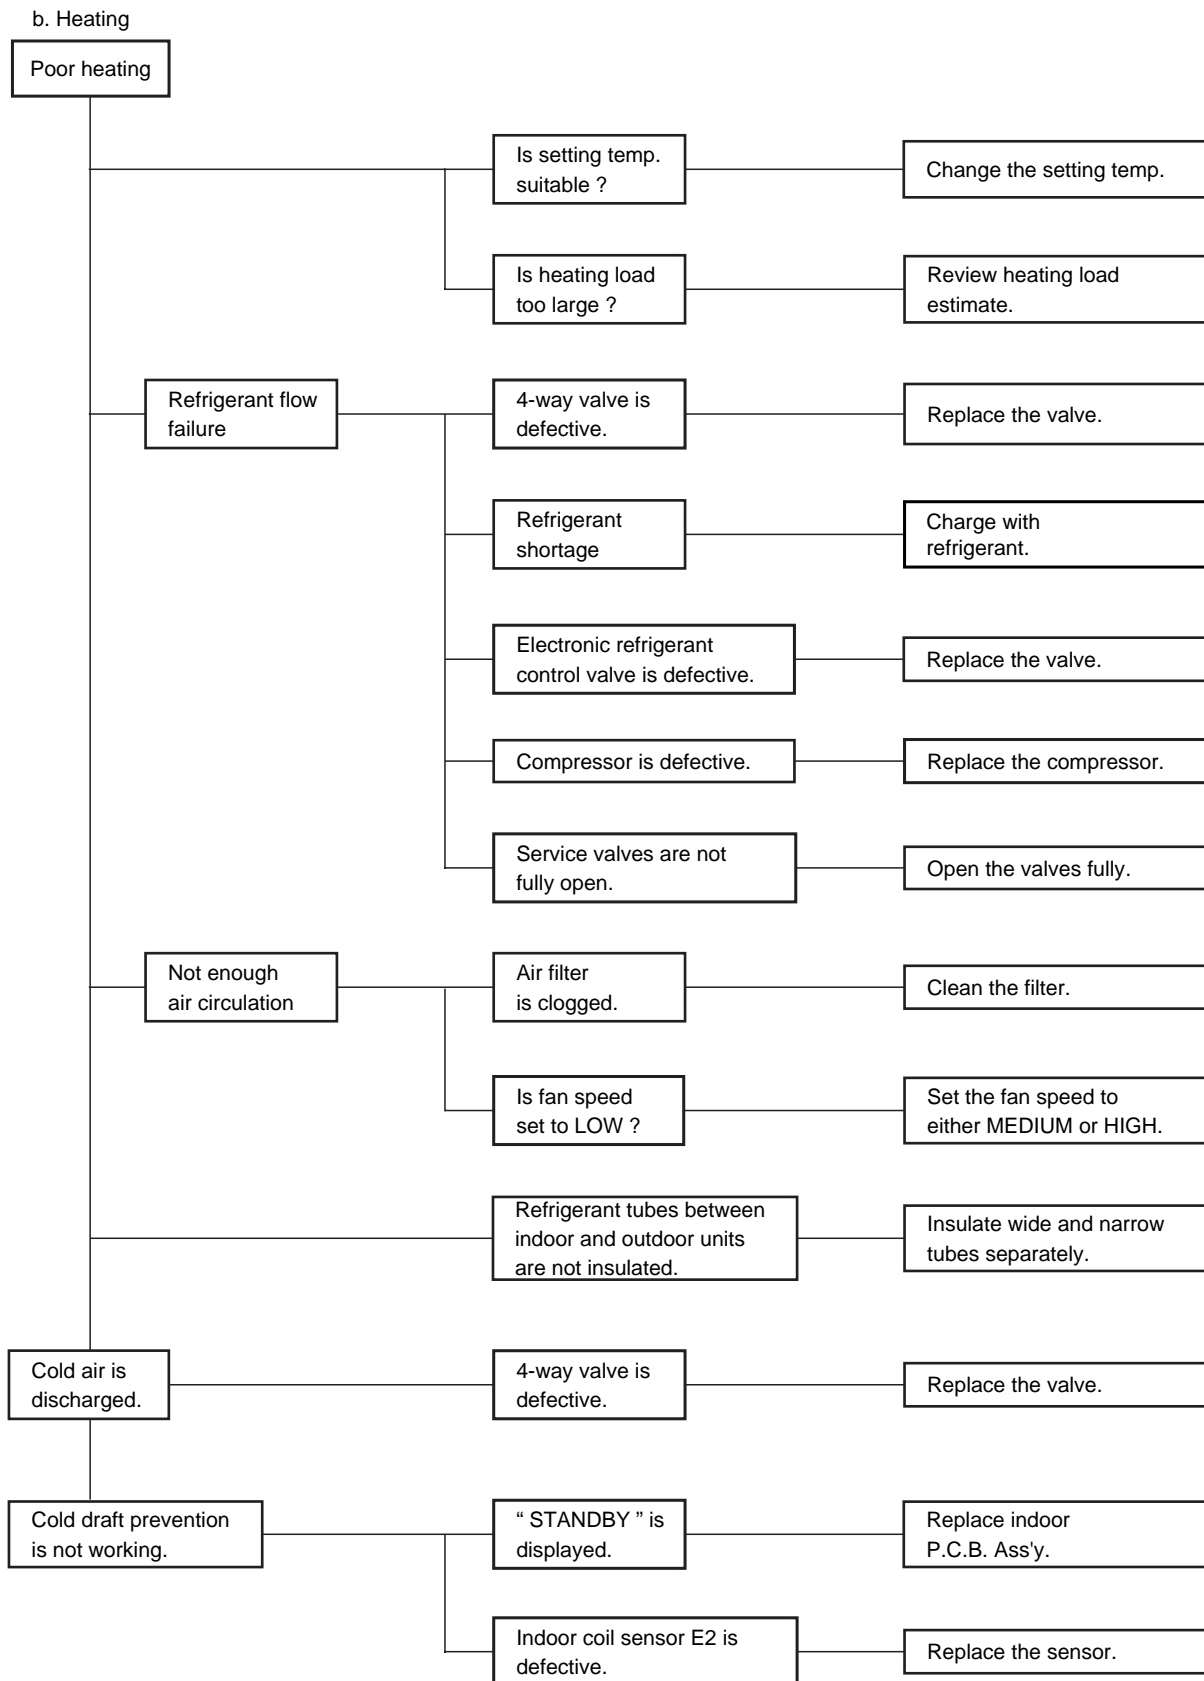 b. Heating
Poor heating
Is setting temp.
suitable ?
Change the setting temp.
Is heating load
too large ?
Review heating load
estimate.
Refrigerant flow
failure
4-way valve is
defective.
Replace the valve.
Refrigerant
shortage
Charge with
refrigerant.
Electronic refrigerant
control valve is defective.
Replace the valve.
Compressor is defective.
Replace the compressor.
Service valves are not
fully open.
Open the valves fully.
Not enough
air circulation
Air filter
is clogged.
Clean the filter.
Is fan speed
set to LOW ?
Set the fan speed to
either MEDIUM or HIGH.
Refrigerant tubes between
indoor and outdoor units
are not insulated.
Insulate wide and narrow
tubes separately.
Cold air is
discharged.
4-way valve is
defective.
Replace the valve.
Cold draft prevention
is not working.
“ STANDBY ” is
displayed.
Replace indoor
P.C.B. Ass'y.
Indoor coil sensor E2 is
defective.
Replace the sensor.